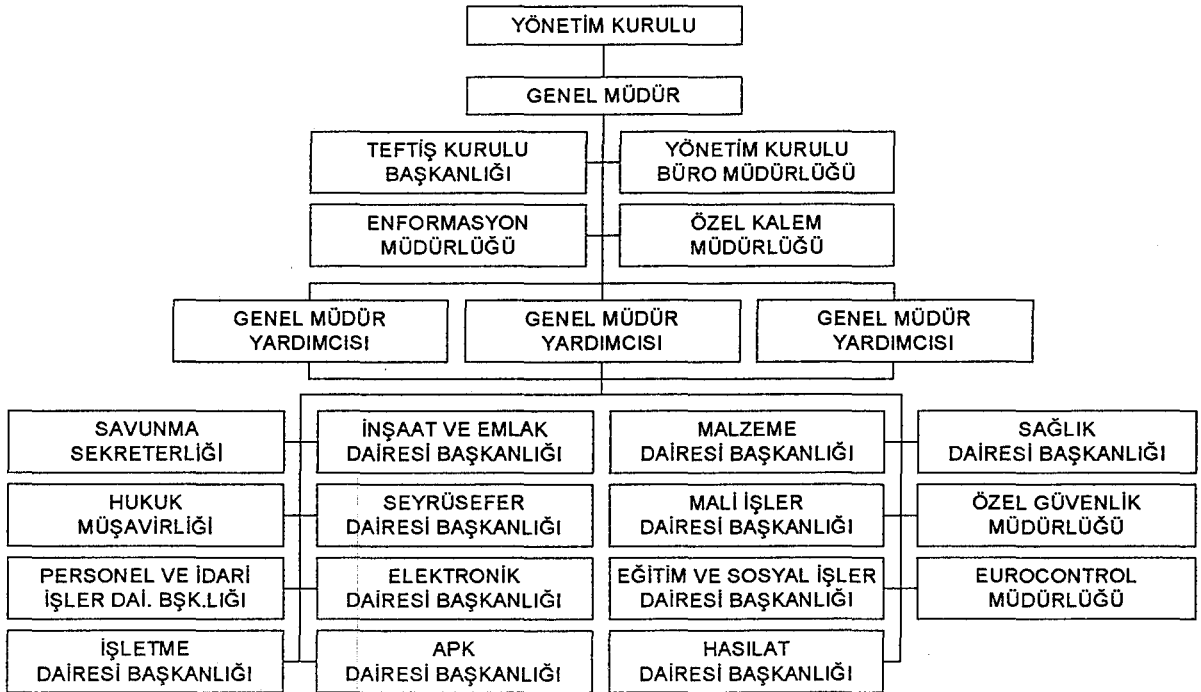 YÖNETİM KURULU
GENEL MÜDÜR
TEFTİŞ KURULU
BAŞKANLIĞI
YÖNETİM KURULU
BÜRO MÜDÜRLÜĞÜ
ENFORMASYON
MÜDÜRLÜĞÜ
ÖZEL KALEM
MÜDÜRLÜĞÜ
GENEL MÜDÜR
YARDIMCISI
GENEL MÜDÜR
YARDIMCISI
GENEL MÜDÜR
YARDIMCISI
SAVUNMA
SEKRETERLİĞİ
İNŞAAT VE EMLAK
DAİRESİ BAŞKANLIĞI
MALZEME
DAİRESİ BAŞKANLIĞI
SAĞLIK
DAİRESİ BAŞKANLIĞI
HUKUK
MÜŞAVİRLİĞİ
SEYRÜSEFER
DAİRESİ BAŞKANLIĞI
MALİ İŞLER
DAİRESİ BAŞKANLIĞI
ÖZEL GÜVENLİK
MÜDÜRLÜĞÜ
PERSONEL VE İDARİ
İŞLER DAİ. BŞK.LIĞI
ELEKTRONİK
DAİRESİ BAŞKANLIĞI
EĞİTİM VE SOSYAL İŞLER
DAİRESİ BAŞKANLIĞI
EUROCONTROL
MÜDÜRLÜĞÜ
İŞLETME
DAİRESİ BAŞKANLIĞI
APK
DAİRESİ BAŞKANLIĞI
HASILAT
DAİRESİ BAŞKANLIĞI